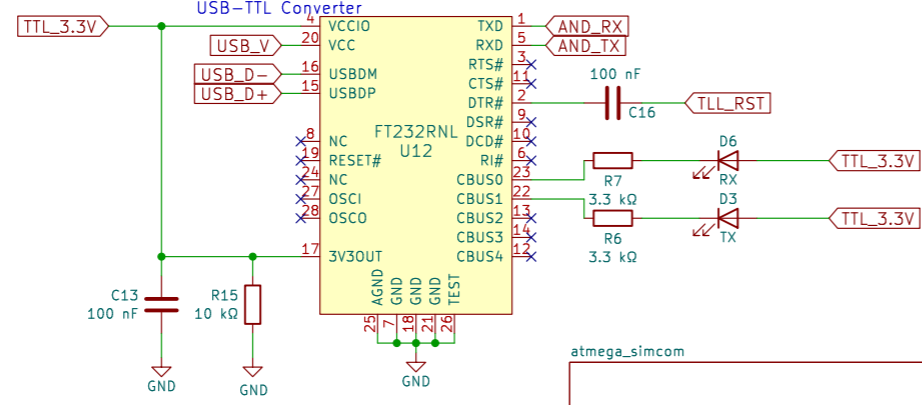 USB-TTL Converter
TTL_3.3V
4 VCCIO
TXD 1
AND_RX
USB_V
20 VCC
RXD 5
AND_TX
RTS# 3
USB_D-
16 USBDM
CTS# 11
USB_D+
15 USBDP
DTR# 2
100 nF
C16
TLL_RST
DSR# 9
8 NC
FT232RNL
U12
DCD# 10
19 RESET#
RI# 6
24 NC
CBUS0 23
R7
3.3 kΩ
D6
RX
TTL_3.3V
27 OSCI
CBUS1 22
28 OSCO
CBUS2 13
R6
3.3 kΩ
D3
TX
TTL_3.3V
CBUS3 14
17 3V3OUT
CBUS4 12
AGND
GND
GND
GND
TEST
25
7
18
21
26
C13
100 nF
R15
10 kΩ
GND
GND
GND
atmega_simcom